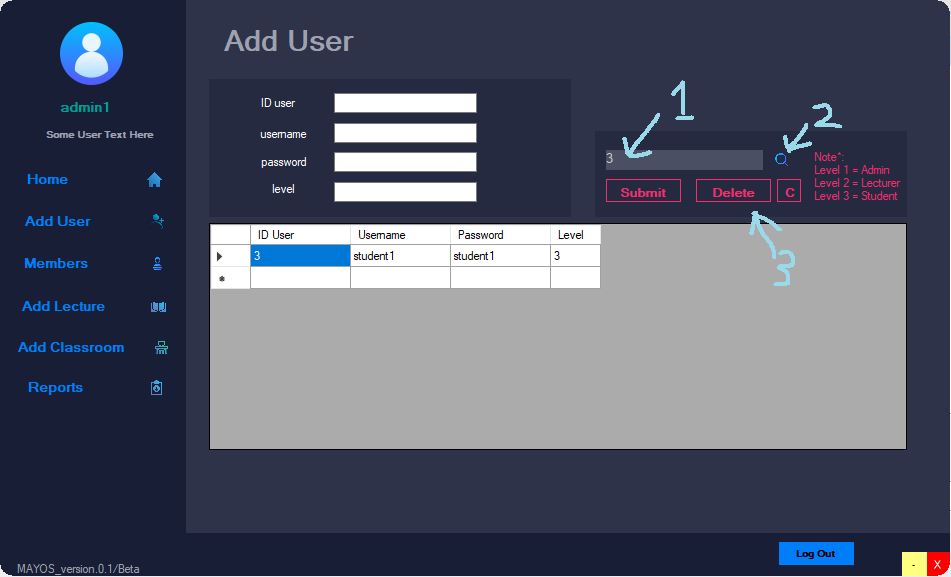 Add User
admin1
Some User Text Here
Home
Add User
Members
Add Lecture
Add Classroom
Reports
MAYOS_version.0.1/Beta
ID user
username
password
level
1
2
3
Submit
Delete
C
Note*:
Level 1 = Admin
Level 2 = Lecturer
Level 3 = Student
3
ID User Username Password Level
3 student1 student1 3
Log Out
- X